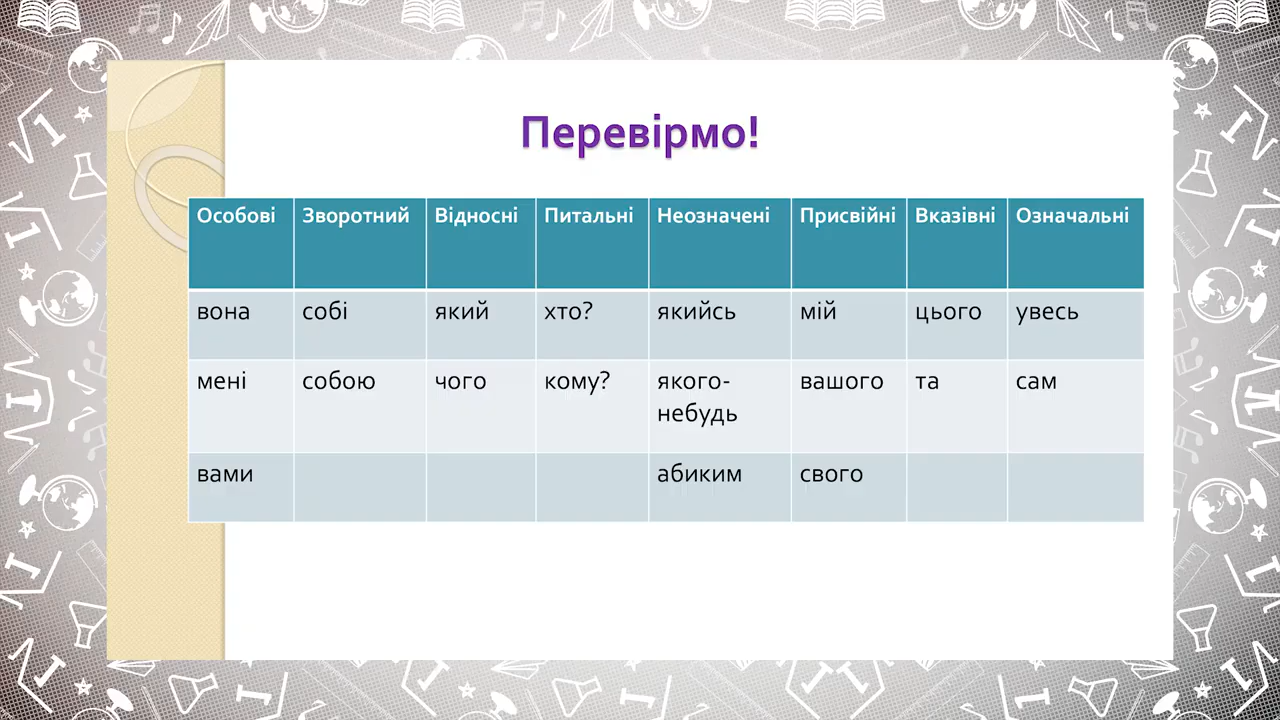 Перевірмо!
Особові Зворотний Відносні Питальні Неозначені Присвійні Вказівні Означальні
вона собі який хто? якийсь мій цього увесь
мені собою чого кому? якого-
небудь вашого та сам
вами абиким свого